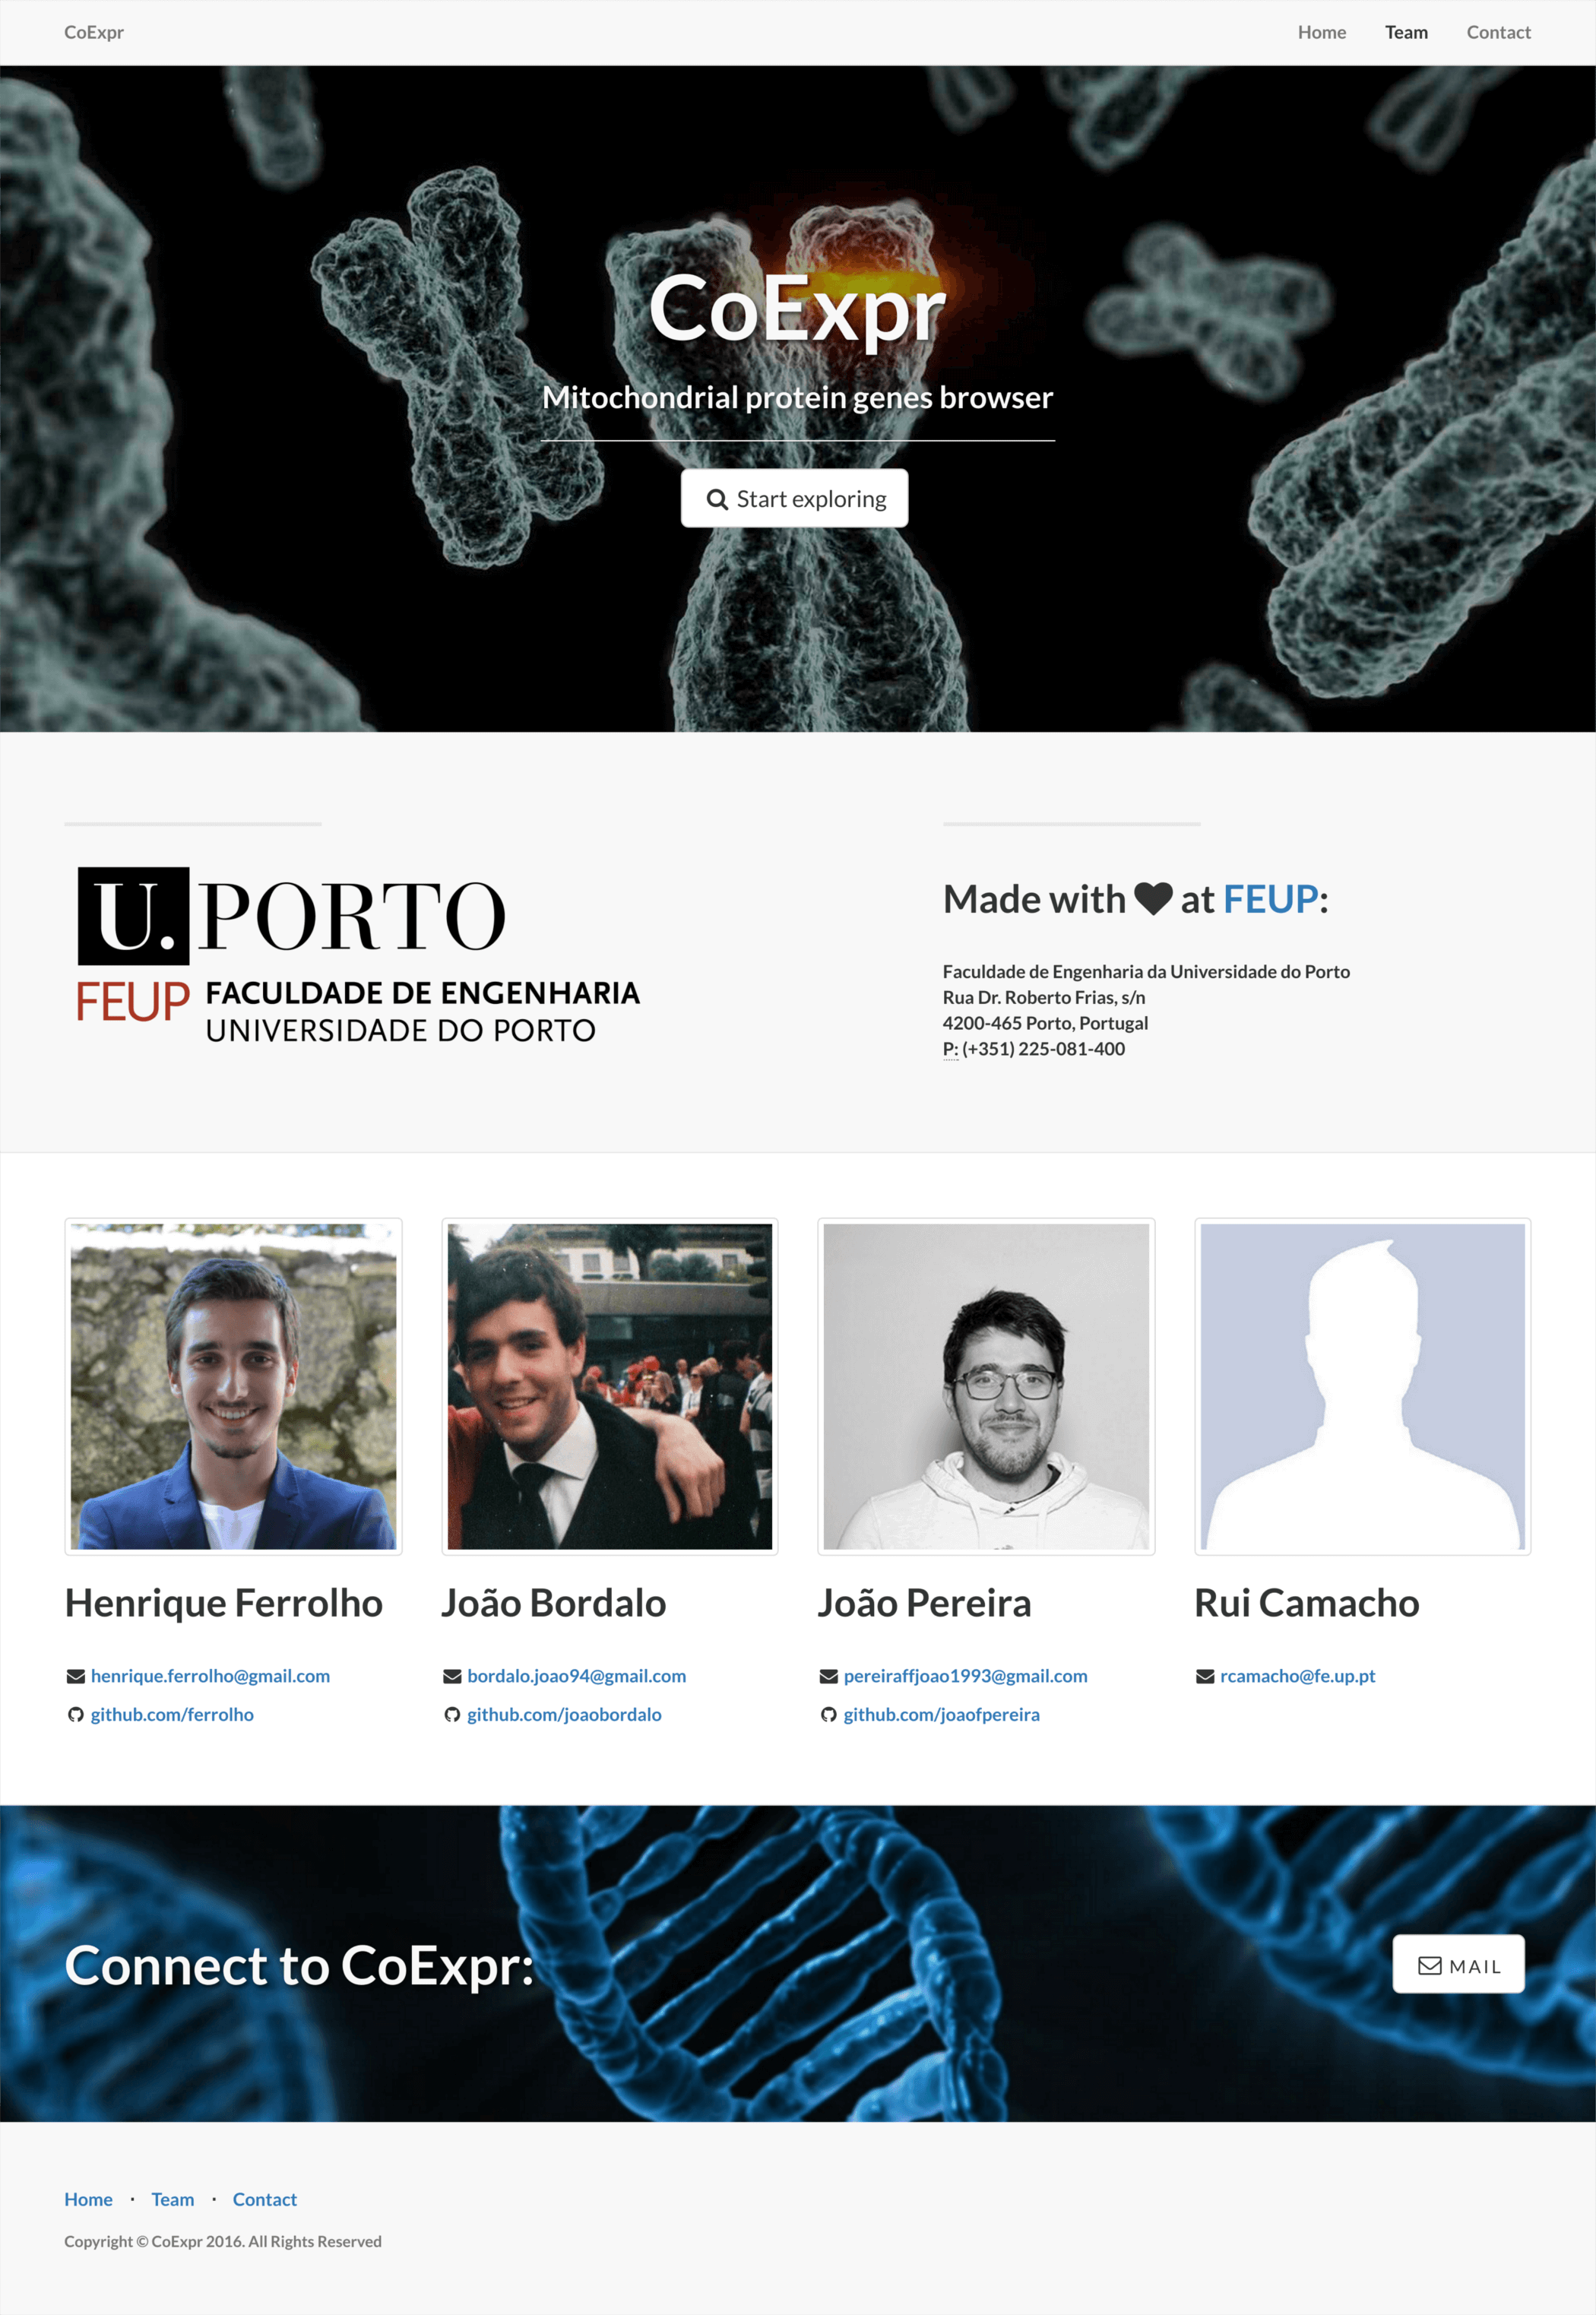 CoExpr
Home Team Contact
CoExpr
Mitochondrial protein genes browser
Start exploring
U.PORTO
FEUP FACULDADE DE ENGENHARIA
UNIVERSIDADE DO PORTO
Made with at FEUP:
Faculdade de Engenharia da Universidade do Porto
Rua Dr. Roberto Frias, s/n
4200-465 Porto, Portugal
P: (+351) 225-081-400
Henrique Ferrolho
henrique.ferrolho@gmail.com
github.com/ferrolho
João Bordalo
bordalo.joao94@gmail.com
github.com/joaobordalo
João Pereira
pereiraffjoao1993@gmail.com
github.com/joaofpereira
Rui Camacho
rcamacho@fe.up.pt
Connect to CoExpr:
MAIL
Home · Team · Contact
Copyright © CoExpr 2016. All Rights Reserved